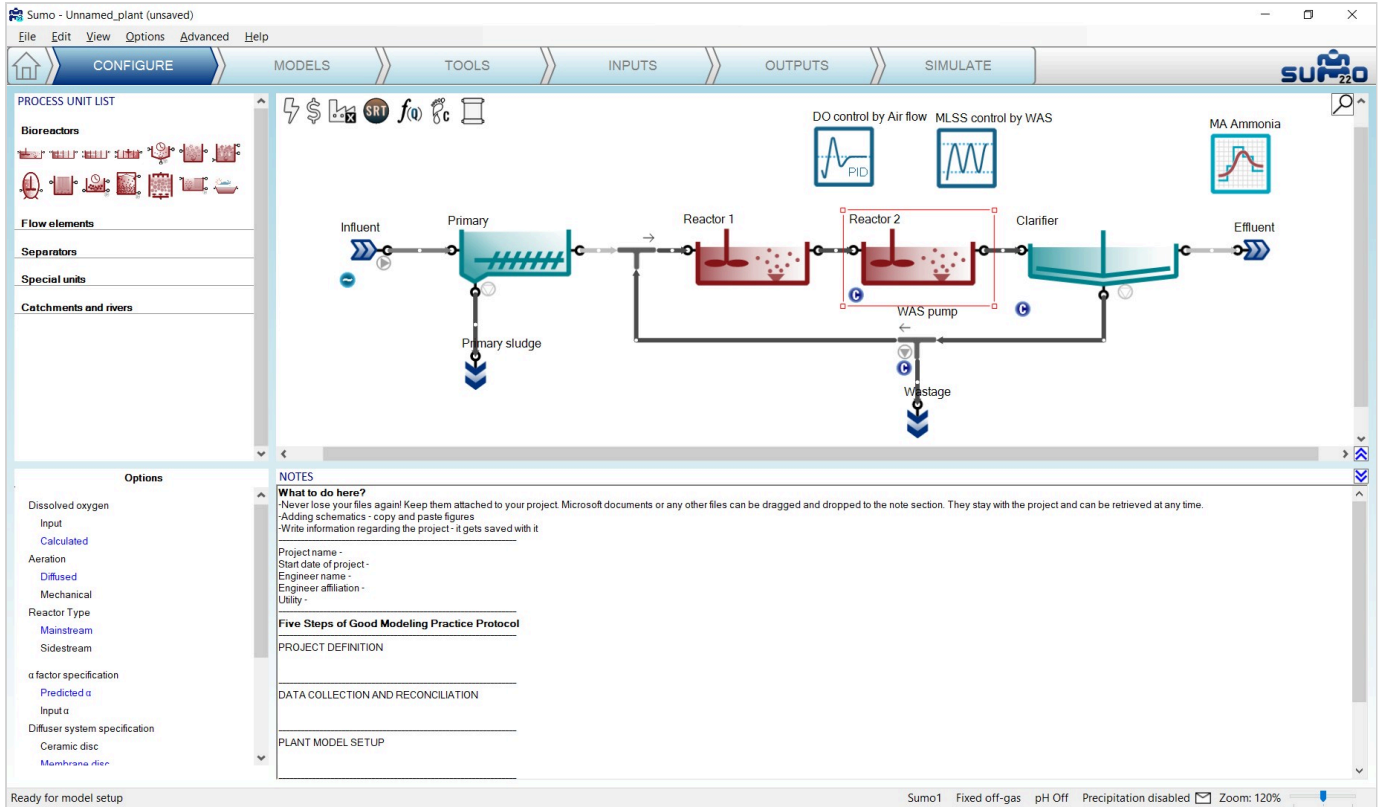 Sumo - Unnamed_plant (unsaved)
File Edit View Options Advanced Help
CONFIGURE MODELS TOOLS INPUTS OUTPUTS SIMULATE
SUMO 22
PROCESS UNIT LIST
Bioreactors
Flow elements
Separators
Special units
Catchments and rivers
$ SRT f(Q) C
DO control by Air flow
MLSS control by WAS
MA Ammonia
PID
Influent
Primary
Reactor 1
Reactor 2
Clarifier
Effluent
C
C
WAS pump
C
Primary sludge
Wastage
Options
Dissolved oxygen
Input
Calculated
Aeration
Diffused
Mechanical
Reactor Type
Mainstream
Sidestream
α factor specification
Predicted α
Input α
Diffuser system specification
Ceramic disc
Membrane disc
NOTES
What to do here?
-Never lose your files again! Keep them attached to your project. Microsoft documents or any other files can be dragged and dropped to the note section. They stay with the project and can be retrieved at any time.
-Adding schematics - copy and paste figures
-Write information regarding the project - it gets saved with it
Project name -
Start date of project -
Engineer name -
Engineer affiliation -
Utility -
Five Steps of Good Modeling Practice Protocol
PROJECT DEFINITION
DATA COLLECTION AND RECONCILIATION
PLANT MODEL SETUP
Ready for model setup
Sumo1 Fixed off-gas pH Off Precipitation disabled Zoom: 120%